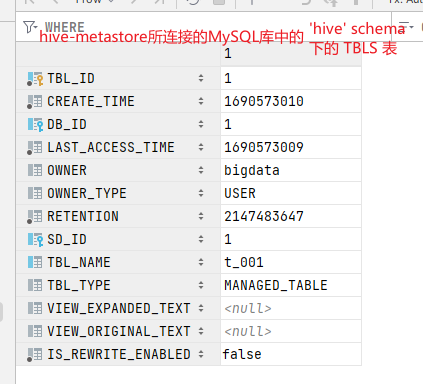 WHERE
hive-metastore所连接的MySQL库中的 'hive' schema
下的 TBLS 表
1
TBL_ID 1
CREATE_TIME 1690573010
DB_ID 1
LAST_ACCESS_TIME 1690573009
OWNER bigdata
OWNER_TYPE USER
RETENTION 2147483647
SD_ID 1
TBL_NAME t_001
TBL_TYPE MANAGED_TABLE
VIEW_EXPANDED_TEXT <null>
VIEW_ORIGINAL_TEXT <null>
IS_REWRITE_ENABLED false